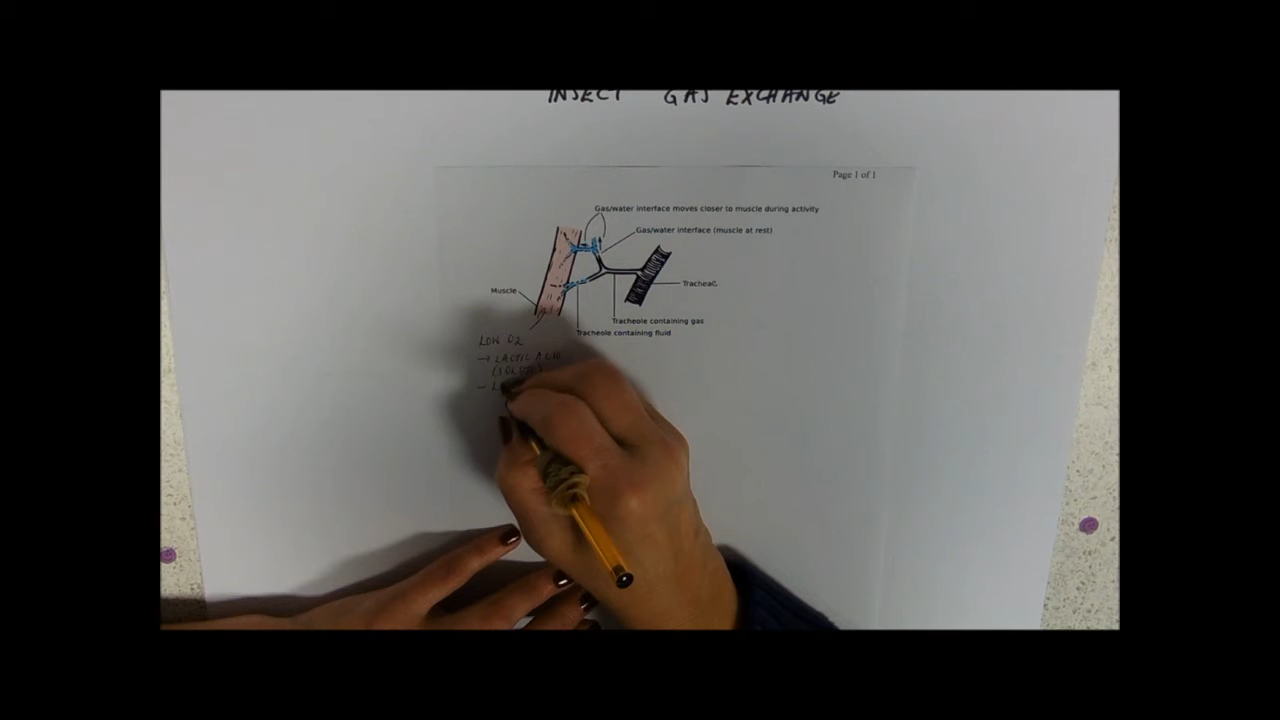 INSECT GAS EXCHANGE
Page 1 of 1
Gas/water interface moves closer to muscle during activity
Gas/water interface (muscle at rest)
Trachea
Muscle
Tracheole containing gas
Tracheole containing fluid
LOW O2
→ LACTIC ACID